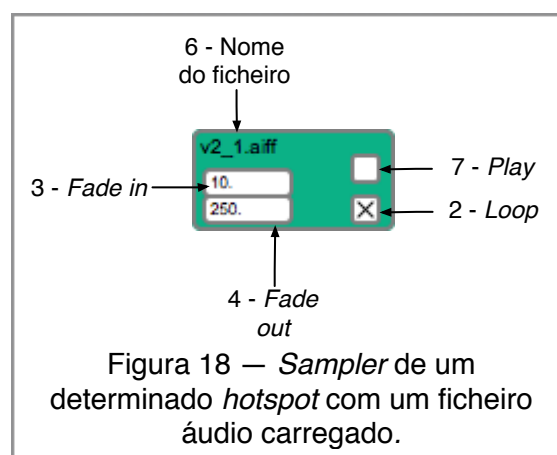 6 - Nome
do ficheiro
v2_1.aiff
3 - Fade in
10.
7 - Play
250.
2 - Loop
4 - Fade
out
Figura 18 — Sampler de um
determinado hotspot com um ficheiro
áudio carregado.